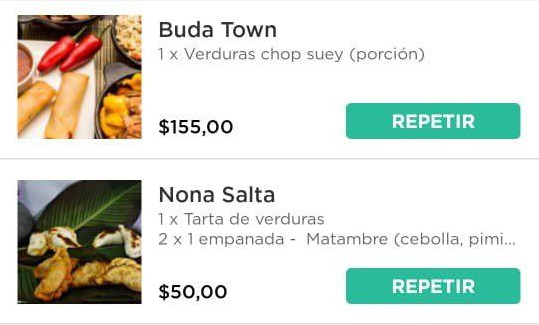 Buda Town
1 x Verduras chop suey (porción)
$155,00
REPETIR
Nona Salta
1 x Tarta de verduras
2 x 1 empanada - Matambre (cebolla, pimi...
$50,00
REPETIR